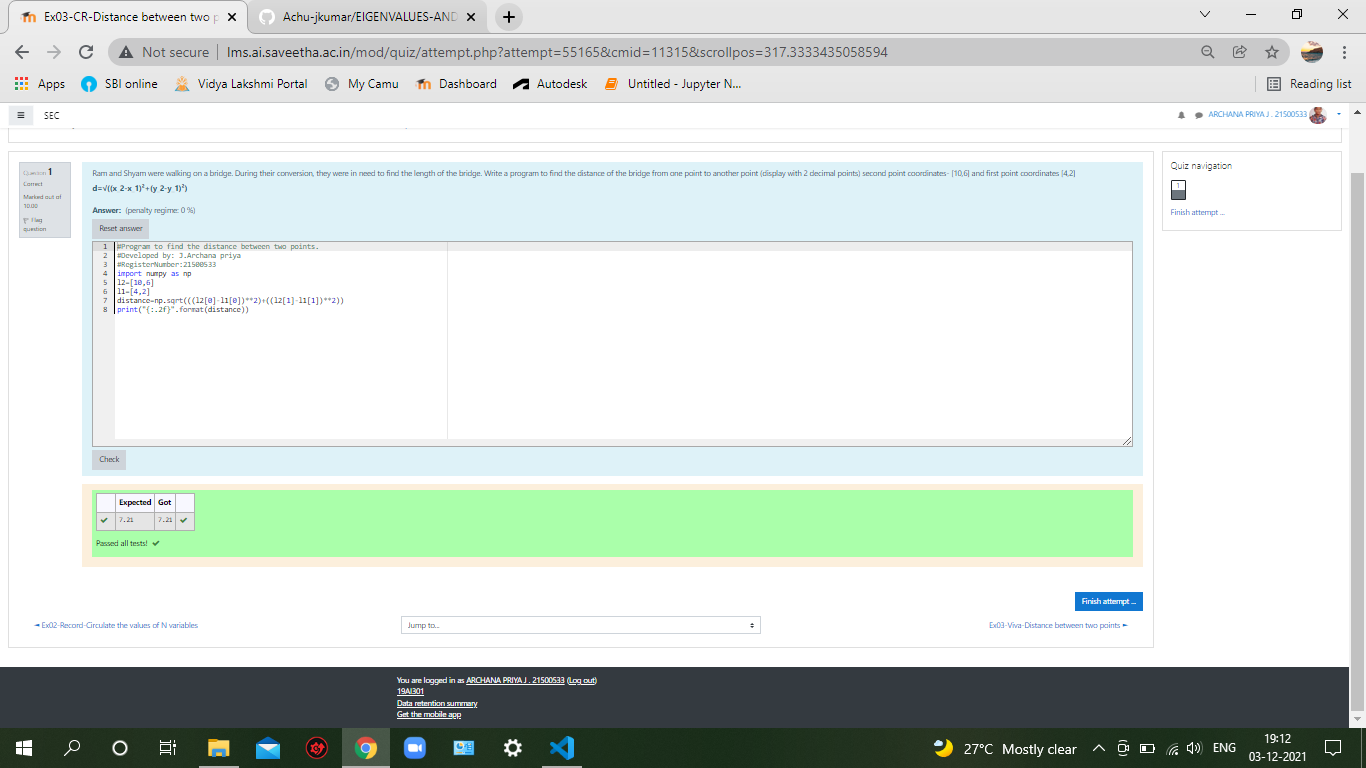 Ex03-CR-Distance between two p
Achu-jkumar/EIGENVALUES-AND
Not secure | lms.ai.saveetha.ac.in/mod/quiz/attempt.php?attempt=55165&cmid=11315&scrollpos=317.3333435058594
Apps SBI online Vidya Lakshmi Portal My Camu Dashboard Autodesk Untitled - Jupyter N... Reading list
SEC ARCHANA PRIYA J . 21500533
Question 1
Correct
Marked out of
10.00
Flag
question
Ram and Shyam were walking on a bridge. During their conversion, they were in need to find the length of the bridge. Write a program to find the distance of the bridge from one point to another point (display with 2 decimal points) second point coordinates- [10,6] and first point coordinates [4,2]
d=√((x_2-x_1)²+(y_2-y_1)²)
Answer: (penalty regime: 0 %)
Reset answer
1 #Program to find the distance between two points.
2 #Developed by: J.Archana priya
3 #RegisterNumber:21500533
4 import numpy as np
5 l2=[10,6]
6 l1=[4,2]
7 distance=np.sqrt(((l2[0]-l1[0])**2)+((l2[1]-l1[1])**2))
8 print("{:.2f}".format(distance))
Check
Expected Got
7.21 7.21
Passed all tests!
Finish attempt ...
Ex02-Record-Circulate the values of N variables
Jump to...
Ex03-Viva-Distance between two points
Quiz navigation
1
Finish attempt ...
You are logged in as ARCHANA PRIYA J . 21500533 (Log out)
19AI301
Data retention summary
Get the mobile app
27°C Mostly clear ENG 19:12
03-12-2021